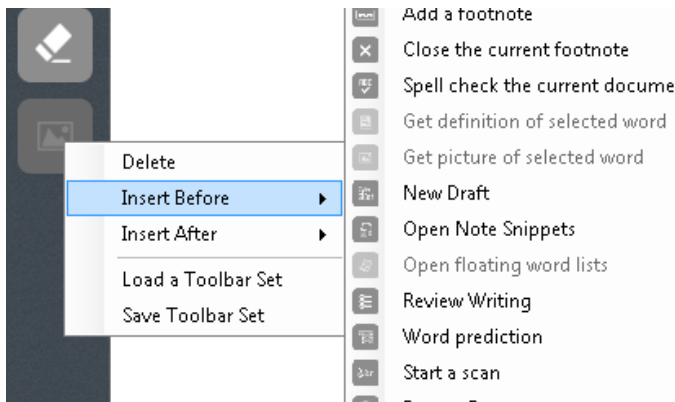 Delete
Insert Before
Insert After
Load a Toolbar Set
Save Toolbar Set
Add a footnote
Close the current footnote
Spell check the current docume
Get definition of selected word
Get picture of selected word
New Draft
Open Note Snippets
Open floating word lists
Review Writing
Word prediction
Start a scan